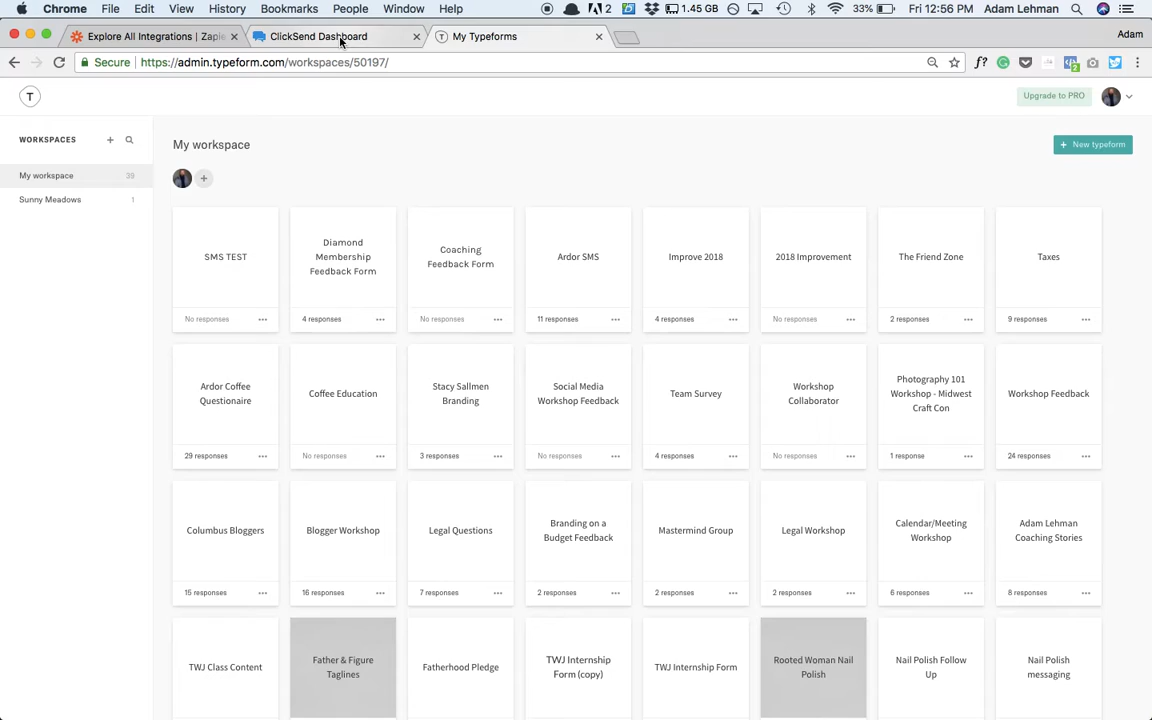 Chrome File Edit View History Bookmarks People Window Help 2 1.45 GB 33% Fri 12:56 PM Adam Lehman
Explore All Integrations | Zapie ClickSend Dashboard My Typeforms Adam
Secure https://admin.typeform.com/workspaces/50197/
T Upgrade to PRO
WORKSPACES + My workspace + New typeform
My workspace 39
Sunny Meadows 1
SMS TEST
No responses
Diamond
Membership
Feedback Form
4 responses
Coaching
Feedback Form
No responses
Ardor SMS
11 responses
Improve 2018
4 responses
2018 Improvement
No responses
The Friend Zone
2 responses
Taxes
9 responses
Ardor Coffee
Questionaire
29 responses
Coffee Education
No responses
Stacy Sallmen
Branding
3 responses
Social Media
Workshop Feedback
No responses
Team Survey
4 responses
Workshop
Collaborator
No responses
Photography 101
Workshop - Midwest
Craft Con
1 response
Workshop Feedback
24 responses
Columbus Bloggers
15 responses
Blogger Workshop
16 responses
Legal Questions
7 responses
Branding on a
Budget Feedback
2 responses
Mastermind Group
2 responses
Legal Workshop
2 responses
Calendar/Meeting
Workshop
6 responses
Adam Lehman
Coaching Stories
8 responses
TWJ Class Content
Father & Figure
Taglines
Fatherhood Pledge
TWJ Internship
Form (copy)
TWJ Internship Form
Rooted Woman Nail
Polish
Nail Polish Follow
Up
Nail Polish
messaging